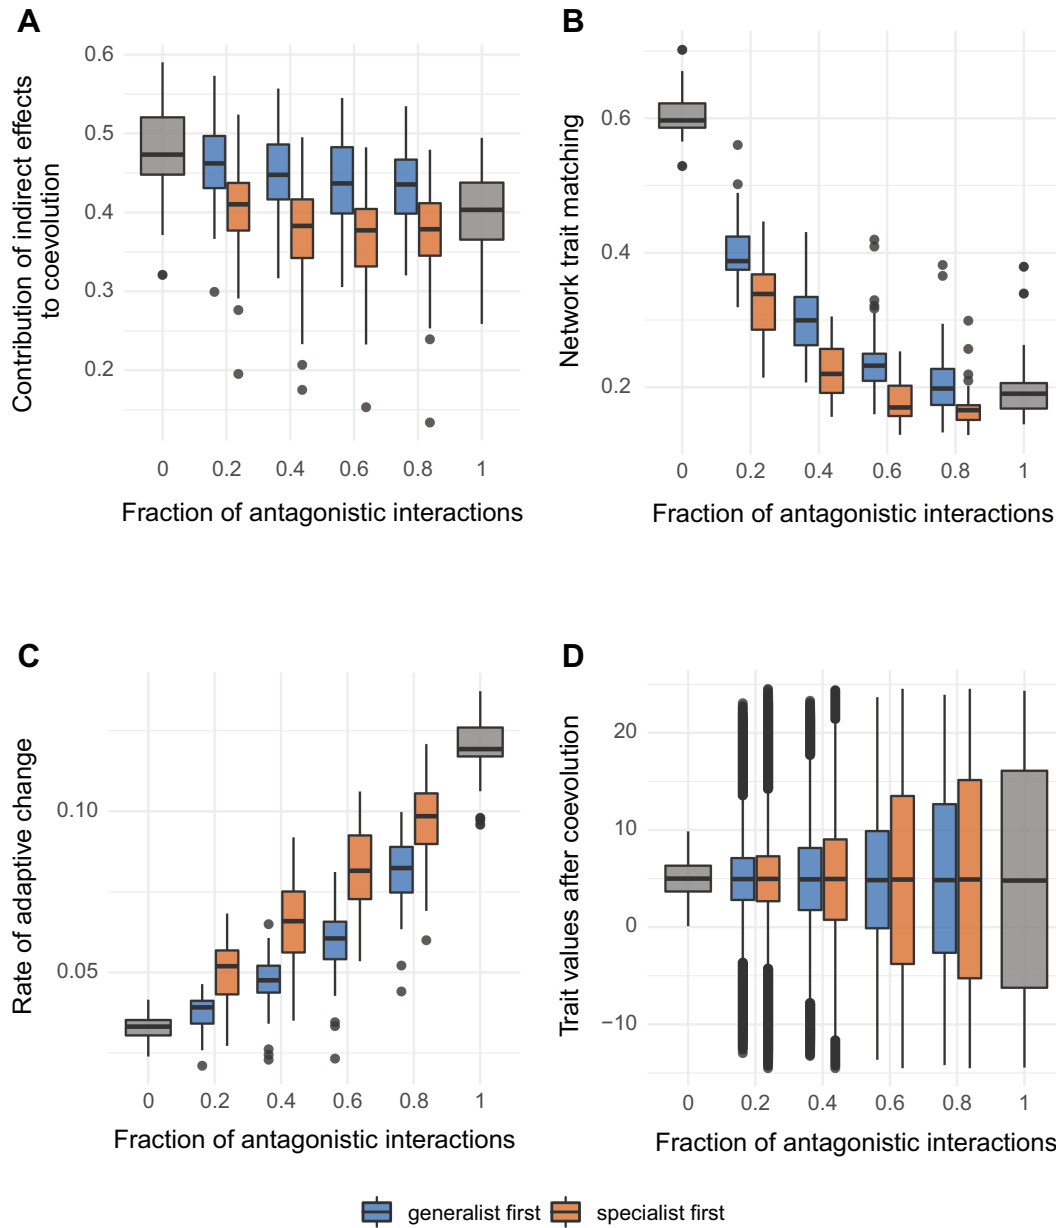 A
Contribution of indirect effects
to coevolution
0.6
0.5
0.4
0.3
0.2
0 0.2 0.4 0.6 0.8 1
Fraction of antagonistic interactions
B
Network trait matching
0.6
0.4
0.2
0 0.2 0.4 0.6 0.8 1
Fraction of antagonistic interactions
C
Rate of adaptive change
0.10
0.05
0 0.2 0.4 0.6 0.8 1
Fraction of antagonistic interactions
D
Trait values after coevolution
20
10
0
−10
0 0.2 0.4 0.6 0.8 1
Fraction of antagonistic interactions
generalist first specialist first